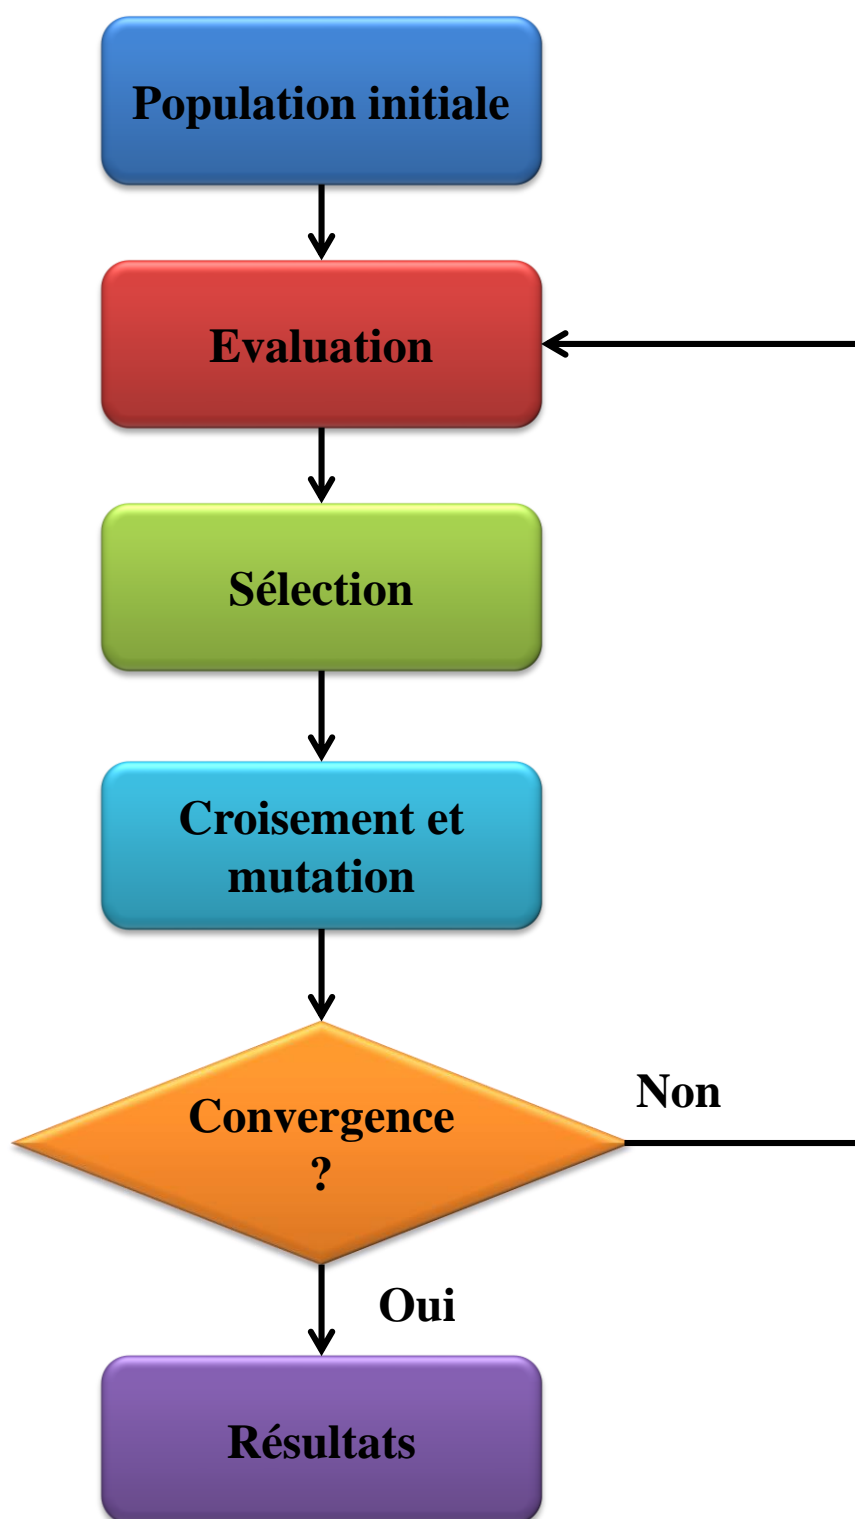 Population initiale
Evaluation
Sélection
Croisement et
mutation
Convergence
?
Non
Oui
Résultats